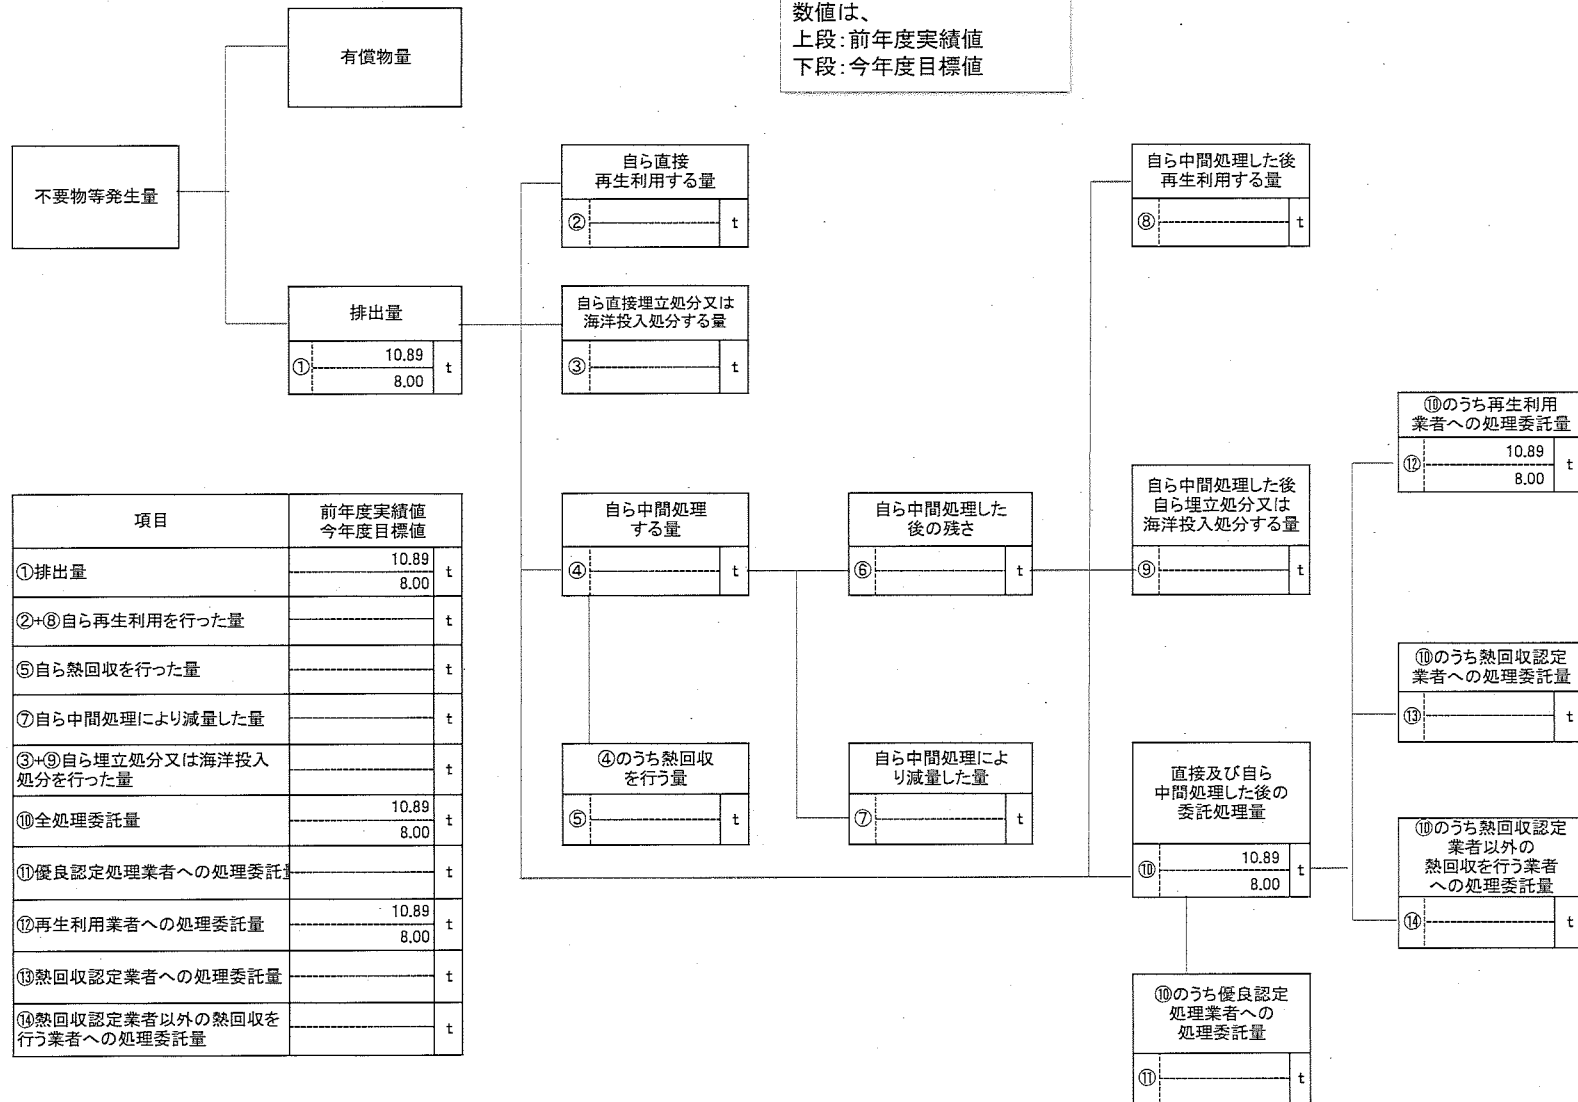 数値は、
上段:前年度実績値
下段:今年度目標値
有償物量
不要物等発生量
排出量
① 10.89 t
8.00
自ら直接
再生利用する量
② t
自ら直接埋立処分又は
海洋投入処分する量
③ t
自ら中間処理
する量
④ t
④のうち熱回収
を行う量
⑤ t
自ら中間処理した
後の残さ
⑥ t
自ら中間処理によ
り減量した量
⑦ t
自ら中間処理した後
再生利用する量
⑧ t
自ら中間処理した後
自ら埋立処分又は
海洋投入処分する量
⑨ t
直接及び自ら
中間処理した後の
委託処理量
⑩ 10.89 t
8.00
⑩のうち優良認定
処理業者への
処理委託量
⑪ t
⑩のうち再生利用
業者への処理委託量
⑫ 10.89 t
8.00
⑩のうち熱回収認定
業者への処理委託量
⑬ t
⑩のうち熱回収認定
業者以外の
熱回収を行う業者
への処理委託量
⑭ t
項目 前年度実績値
今年度目標値
①排出量 10.89 t
8.00
②+⑧自ら再生利用を行った量 t
⑤自ら熱回収を行った量 t
⑦自ら中間処理により減量した量 t
③+⑨自ら埋立処分又は海洋投入
処分を行った量 t
⑩全処理委託量 10.89 t
8.00
⑪優良認定処理業者への処理委託量 t
⑫再生利用業者への処理委託量 10.89 t
8.00
⑬熱回収認定業者への処理委託量 t
⑭熱回収認定業者以外の熱回収を
行う業者への処理委託量 t